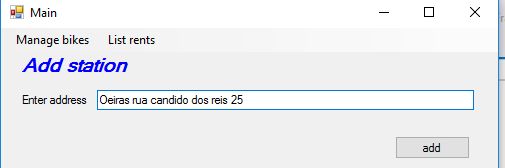 Main
Manage bikes List rents
Add station
Enter address Oeiras rua candido dos reis 25
add